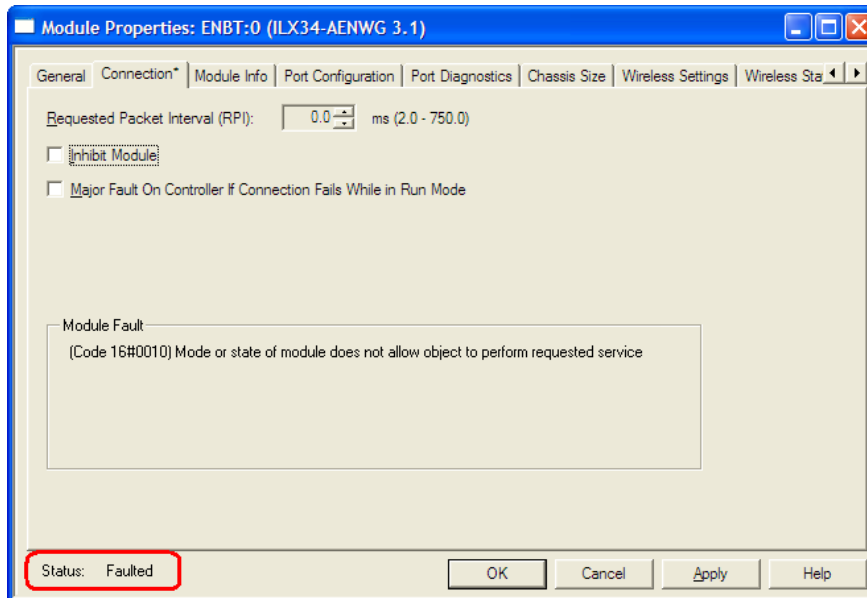 Module Properties: ENBT:0 (ILX34-AENWG 3.1)
General Connection* Module Info Port Configuration Port Diagnostics Chassis Size Wireless Settings Wireless Sta
Requested Packet Interval (RPI): 0.0 ms (2.0 - 750.0)
Inhibit Module
Major Fault On Controller If Connection Fails While in Run Mode
Module Fault
(Code 16#0010) Mode or state of module does not allow object to perform requested service
Status: Faulted OK Cancel Apply Help